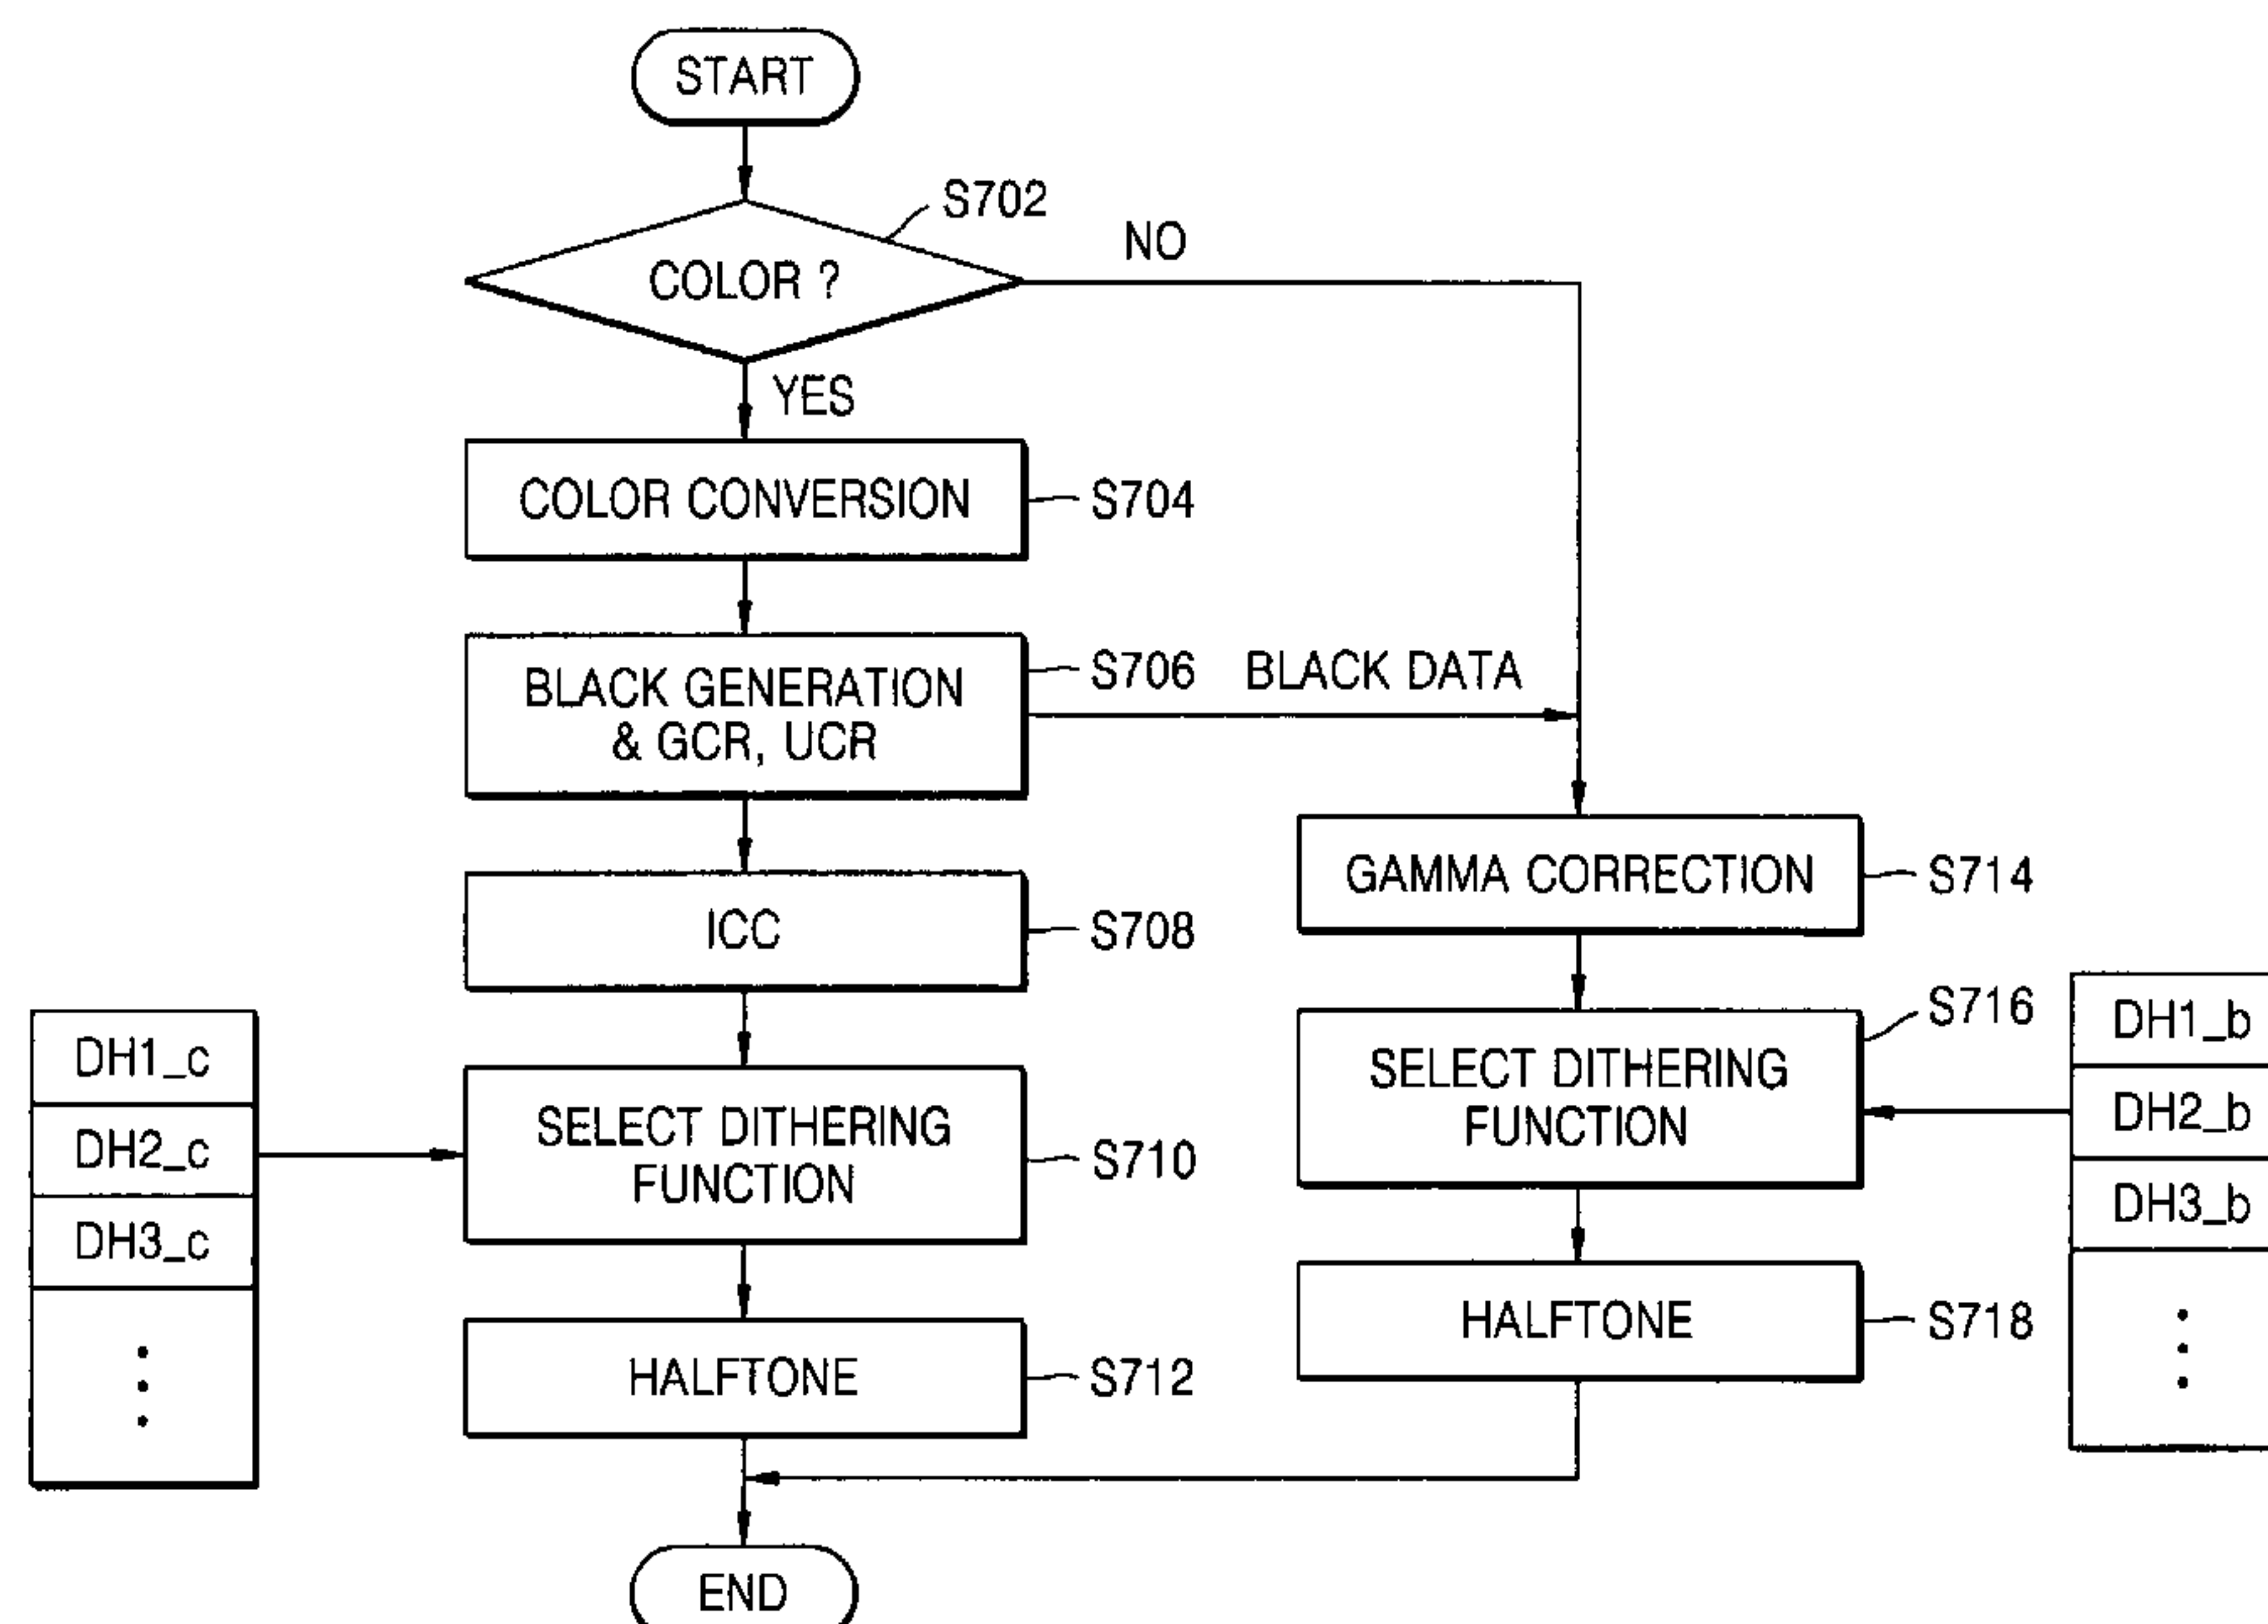 START
S702
NO
COLOR ?
YES
COLOR CONVERSION
S704
BLACK GENERATION
& GCR, UCR
S706
BLACK DATA
GAMMA CORRECTION
S714
ICC
S708
DH1_c
DH2_c
DH3_c
SELECT DITHERING
FUNCTION
S710
SELECT DITHERING
FUNCTION
S716
DH1_b
DH2_b
DH3_b
HALFTONE
S712
HALFTONE
S718
END